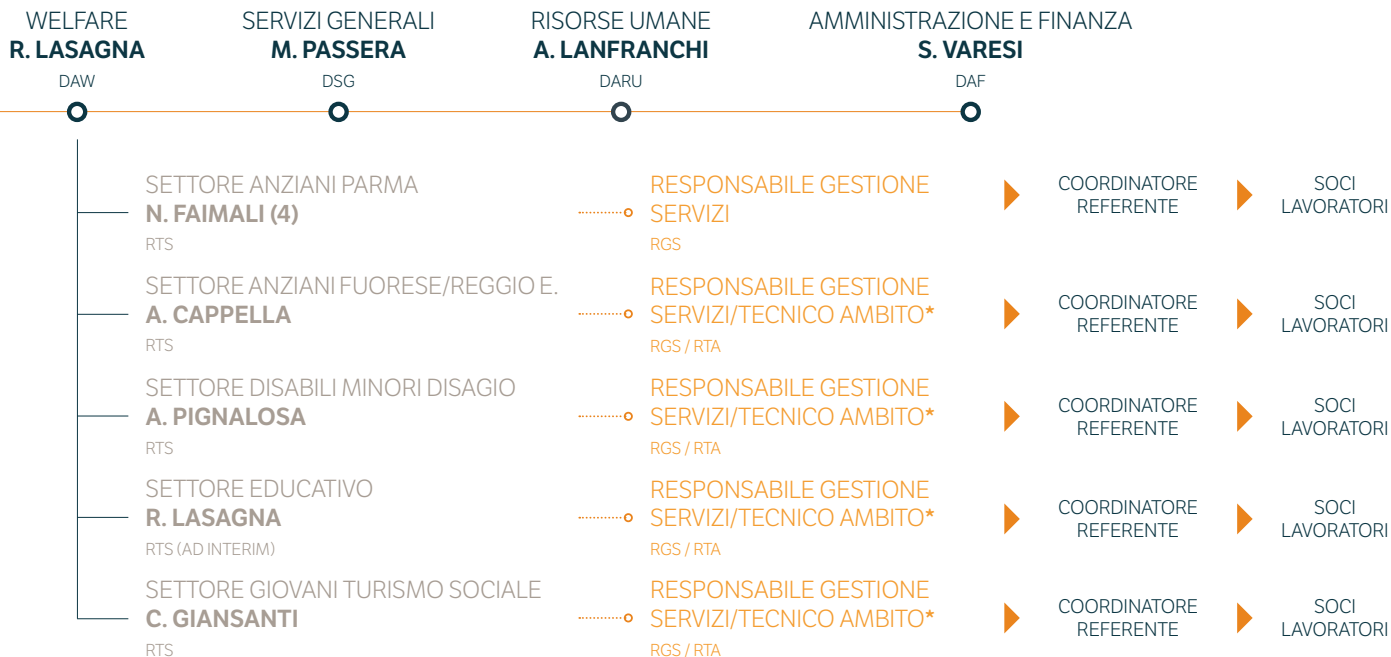 WELFARE
R. LASAGNA
DAW
SERVIZI GENERALI
M. PASSERA
DSG
RISORSE UMANE
A. LANFRANCHI
DARU
AMMINISTRAZIONE E FINANZA
S. VARESI
DAF
SETTORE ANZIANI PARMA
N. FAIMALI (4)
RTS
RESPONSABILE GESTIONE
SERVIZI
RGS
COORDINATORE
REFERENTE
SOCI
LAVORATORI
SETTORE ANZIANI FUORESE/REGGIO E.
A. CAPPELLA
RTS
RESPONSABILE GESTIONE
SERVIZI/TECNICO AMBITO*
RGS / RTA
COORDINATORE
REFERENTE
SOCI
LAVORATORI
SETTORE DISABILI MINORI DISAGIO
A. PIGNALOSA
RTS
RESPONSABILE GESTIONE
SERVIZI/TECNICO AMBITO*
RGS / RTA
COORDINATORE
REFERENTE
SOCI
LAVORATORI
SETTORE EDUCATIVO
R. LASAGNA
RTS (AD INTERIM)
RESPONSABILE GESTIONE
SERVIZI/TECNICO AMBITO*
RGS / RTA
COORDINATORE
REFERENTE
SOCI
LAVORATORI
SETTORE GIOVANI TURISMO SOCIALE
C. GIANSANTI
RTS
RESPONSABILE GESTIONE
SERVIZI/TECNICO AMBITO*
RGS / RTA
COORDINATORE
REFERENTE
SOCI
LAVORATORI